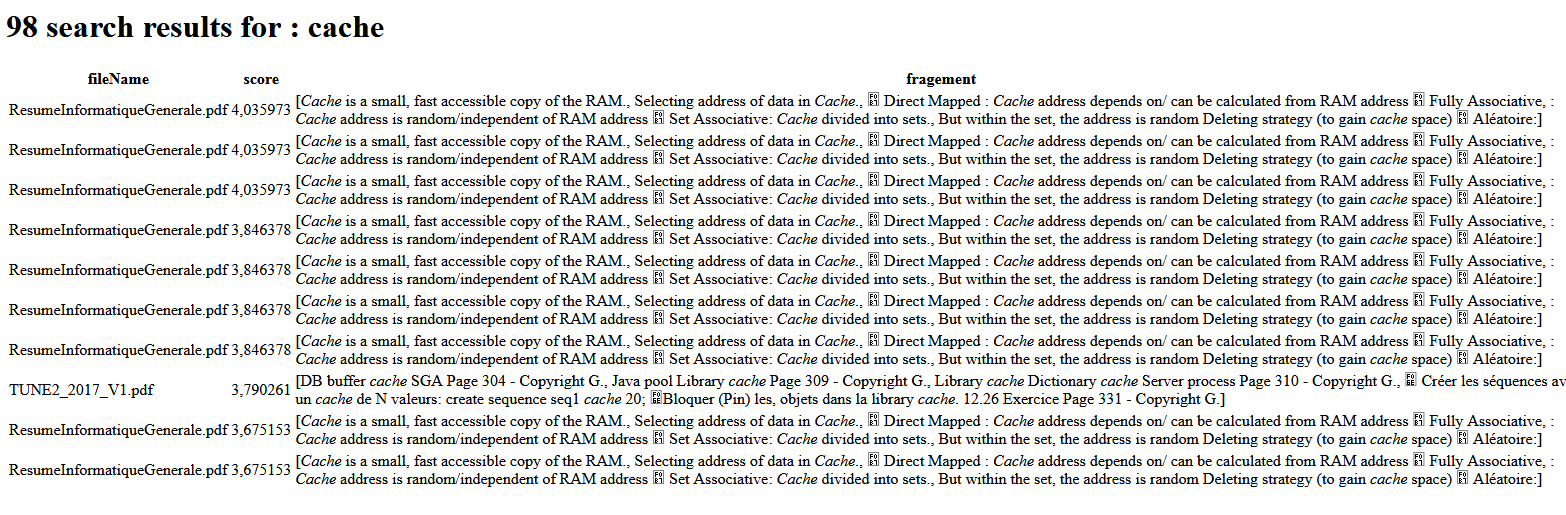 98 search results for : cache
fileName score fragement
ResumeInformatiqueGenerale.pdf 4,035973 [Cache is a small, fast accessible copy of the RAM., Selecting address of data in Cache.,  Direct Mapped : Cache address depends on/ can be calculated from RAM address  Fully Associative, :
Cache address is random/independent of RAM address  Set Associative: Cache divided into sets., But within the set, the address is random Deleting strategy (to gain cache space)  Aléatoire:]
ResumeInformatiqueGenerale.pdf 4,035973 [Cache is a small, fast accessible copy of the RAM., Selecting address of data in Cache.,  Direct Mapped : Cache address depends on/ can be calculated from RAM address  Fully Associative, :
Cache address is random/independent of RAM address  Set Associative: Cache divided into sets., But within the set, the address is random Deleting strategy (to gain cache space)  Aléatoire:]
ResumeInformatiqueGenerale.pdf 4,035973 [Cache is a small, fast accessible copy of the RAM., Selecting address of data in Cache.,  Direct Mapped : Cache address depends on/ can be calculated from RAM address  Fully Associative, :
Cache address is random/independent of RAM address  Set Associative: Cache divided into sets., But within the set, the address is random Deleting strategy (to gain cache space)  Aléatoire:]
ResumeInformatiqueGenerale.pdf 3,846378 [Cache is a small, fast accessible copy of the RAM., Selecting address of data in Cache.,  Direct Mapped : Cache address depends on/ can be calculated from RAM address  Fully Associative, :
Cache address is random/independent of RAM address  Set Associative: Cache divided into sets., But within the set, the address is random Deleting strategy (to gain cache space)  Aléatoire:]
ResumeInformatiqueGenerale.pdf 3,846378 [Cache is a small, fast accessible copy of the RAM., Selecting address of data in Cache.,  Direct Mapped : Cache address depends on/ can be calculated from RAM address  Fully Associative, :
Cache address is random/independent of RAM address  Set Associative: Cache divided into sets., But within the set, the address is random Deleting strategy (to gain cache space)  Aléatoire:]
ResumeInformatiqueGenerale.pdf 3,846378 [Cache is a small, fast accessible copy of the RAM., Selecting address of data in Cache.,  Direct Mapped : Cache address depends on/ can be calculated from RAM address  Fully Associative, :
Cache address is random/independent of RAM address  Set Associative: Cache divided into sets., But within the set, the address is random Deleting strategy (to gain cache space)  Aléatoire:]
ResumeInformatiqueGenerale.pdf 3,846378 [Cache is a small, fast accessible copy of the RAM., Selecting address of data in Cache.,  Direct Mapped : Cache address depends on/ can be calculated from RAM address  Fully Associative, :
Cache address is random/independent of RAM address  Set Associative: Cache divided into sets., But within the set, the address is random Deleting strategy (to gain cache space)  Aléatoire:]
TUNE2_2017_V1.pdf 3,790261 [DB buffer cache SGA Page 304 - Copyright G., Java pool Library cache Page 309 - Copyright G., Library cache Dictionary cache Server process Page 310 - Copyright G.,  Créer les séquences av
un cache de N valeurs: create sequence seq1 cache 20; Bloquer (Pin) les, objets dans la library cache. 12.26 Exercice Page 331 - Copyright G.]
ResumeInformatiqueGenerale.pdf 3,675153 [Cache is a small, fast accessible copy of the RAM., Selecting address of data in Cache.,  Direct Mapped : Cache address depends on/ can be calculated from RAM address  Fully Associative, :
Cache address is random/independent of RAM address  Set Associative: Cache divided into sets., But within the set, the address is random Deleting strategy (to gain cache space)  Aléatoire:]
ResumeInformatiqueGenerale.pdf 3,675153 [Cache is a small, fast accessible copy of the RAM., Selecting address of data in Cache.,  Direct Mapped : Cache address depends on/ can be calculated from RAM address  Fully Associative, :
Cache address is random/independent of RAM address  Set Associative: Cache divided into sets., But within the set, the address is random Deleting strategy (to gain cache space)  Aléatoire:]